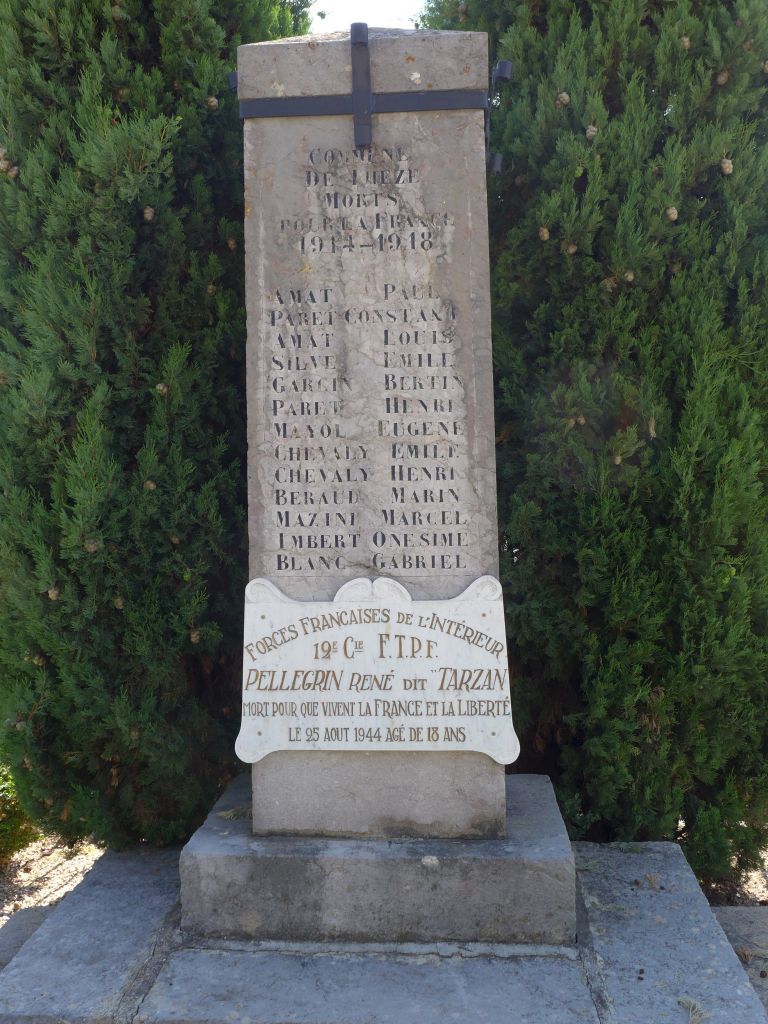 COMMUNE
DE THEZE
MORTS
POUR LA FRANCE
1914-1918
AMAT PAUL
PARET CONSTANT
AMAT LOUIS
SILVE EMILE
GARCIN BERTIN
PARET HENRI
MAYOL EUGENE
CHEVALY EMILE
CHEVALY HENRI
BERAUD MARIN
MAZINI MARCEL
IMBERT ONESIME
BLANC GABRIEL
FORCES FRANÇAISES DE L'INTÉRIEUR
12E CIE F.T.P.F.
PELLEGRIN RENÉ DIT "TARZAN"
MORT POUR QUE VIVENT LA FRANCE ET LA LIBERTÉ
LE 25 AOUT 1944 AGÉ DE 18 ANS